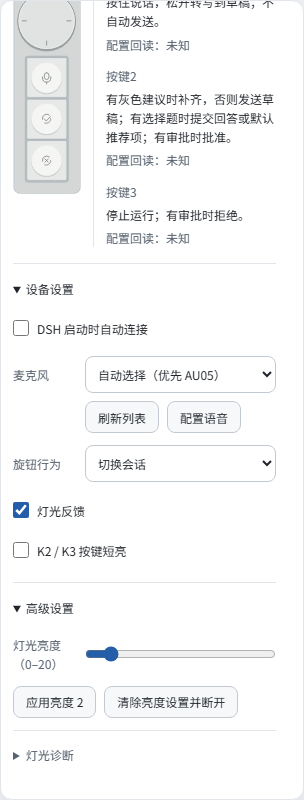 按住说话，松开转写到草稿，不
自动发送。
配置回读：未知
按键2
有灰色建议时补齐，否则发送草
稿；有选择题时提交回答或默认
推荐项；有审批时批准。
配置回读：未知
按键3
停止运行；有审批时拒绝。
配置回读：未知
▼ 设备设置
DSH 启动时自动连接
麦克风
自动选择（优先 AU05）
刷新列表
配置语音
旋钮行为
切换会话
灯光反馈
K2 / K3 按键短亮
▼ 高级设置
灯光亮度
（0–20）
应用亮度 2
清除亮度设置并断开
▶ 灯光诊断